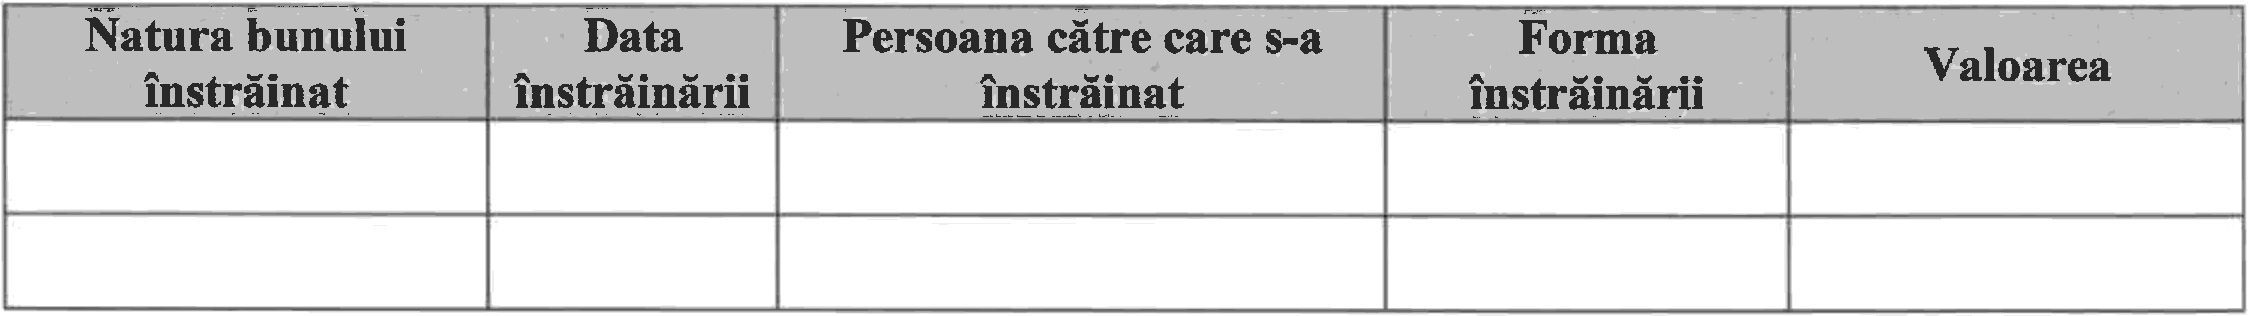 Natura bunului
înstrăinat
Data
înstrăinării
Persoana către care s-a
înstrăinat
Forma
înstrăinării
Valoarea